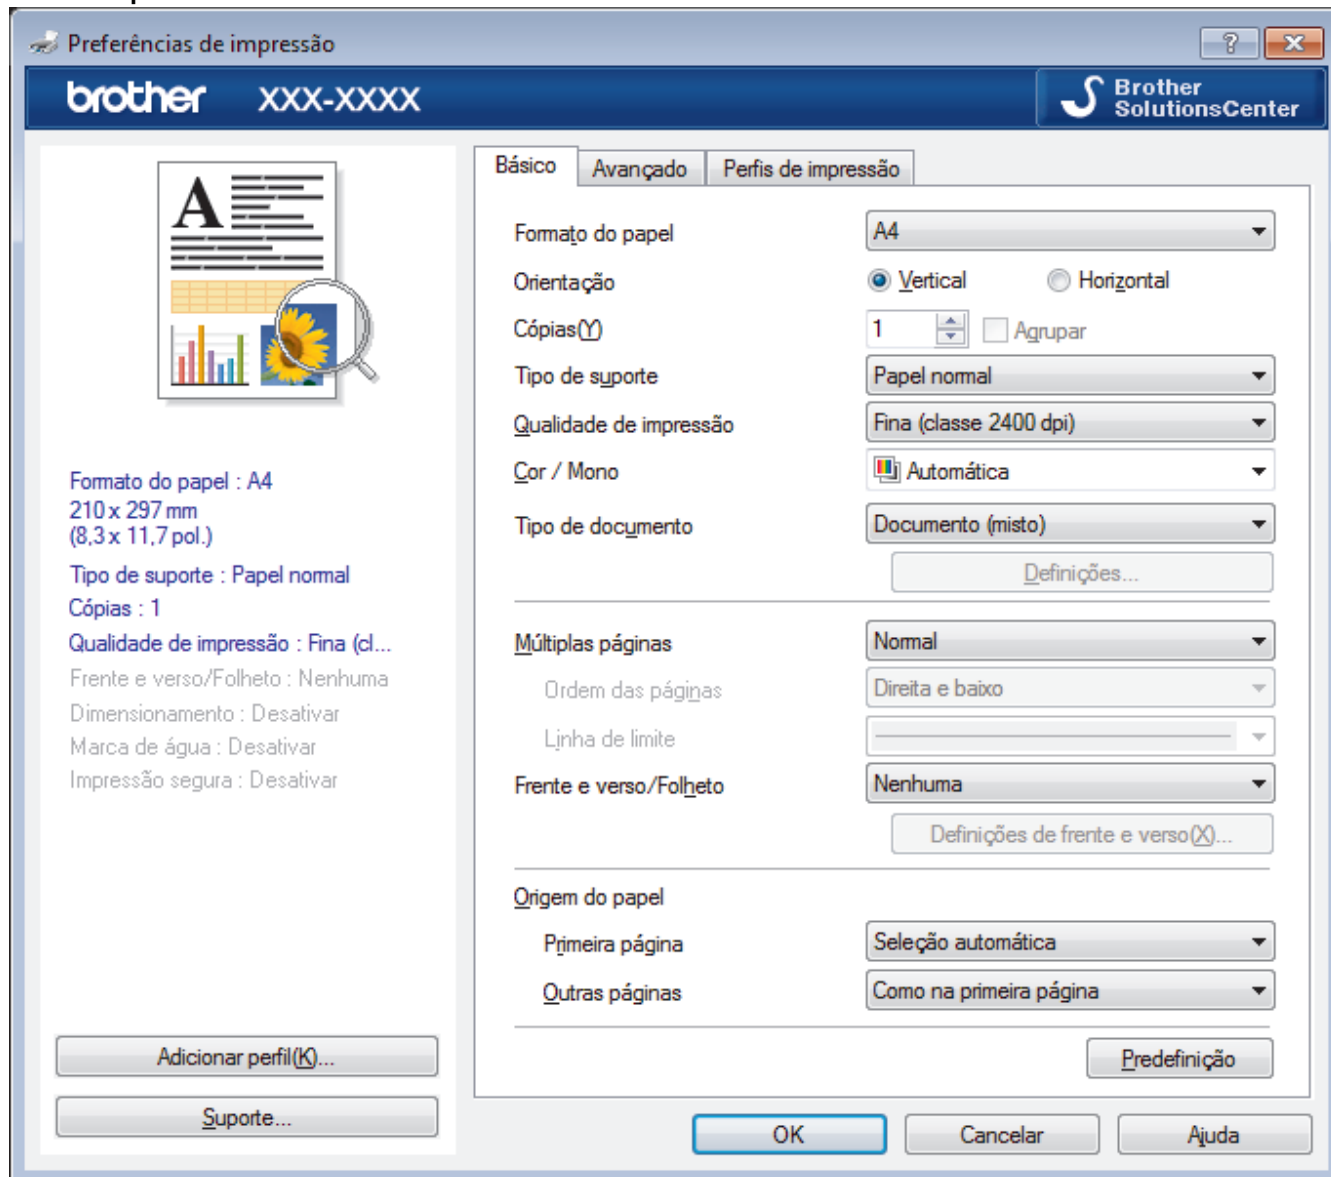 Preferências de impressão
brother XXX-XXXX
Brother
SolutionsCenter
A
Formato do papel : A4
210 x 297 mm
(8,3 x 11,7 pol.)
Tipo de suporte : Papel normal
Cópias : 1
Qualidade de impressão : Fina (cl...
Frente e verso/Folheto : Nenhuma
Dimensionamento : Desativar
Marca de água : Desativar
Impressão segura : Desativar
Adicionar perfil(K)...
Suporte...
Básico Avançado Perfis de impressão
Formato do papel A4
Orientação Vertical Horizontal
Cópias(Y) 1 Agrupar
Tipo de suporte Papel normal
Qualidade de impressão Fina (classe 2400 dpi)
Cor / Mono Automática
Tipo de documento Documento (misto)
Definições...
Múltiplas páginas Normal
Ordem das páginas Direita e baixo
Linha de limite
Frente e verso/Folheto Nenhuma
Definições de frente e verso(X)...
Origem do papel
Primeira página Seleção automática
Outras páginas Como na primeira página
Predefinição
OK Cancelar Ajuda